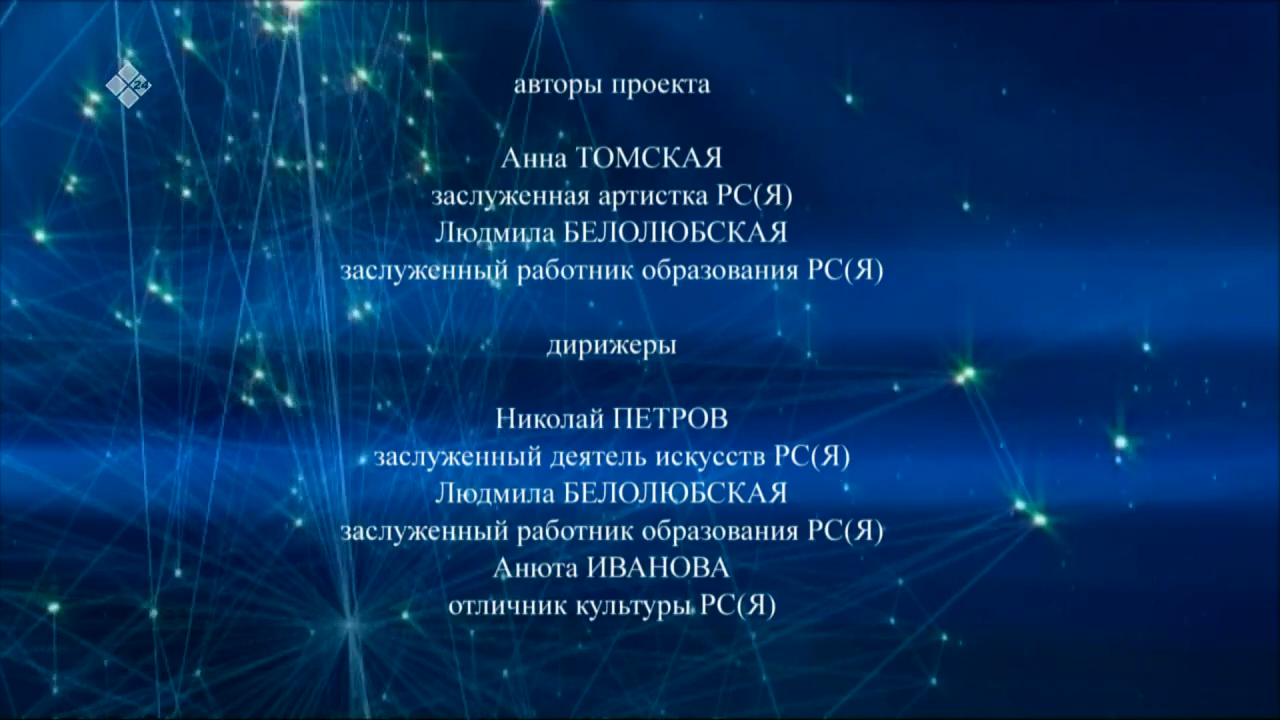 24
авторы проекта
Анна ТОМСКАЯ
заслуженная артистка РС(Я)
Людмила БЕЛОЛЮБСКАЯ
заслуженный работник образования РС(Я)
дирижеры
Николай ПЕТРОВ
заслуженный деятель искусств РС(Я)
Людмила БЕЛОЛЮБСКАЯ
заслуженный работник образования РС(Я)
Анюта ИВАНОВА
отличник культуры РС(Я)